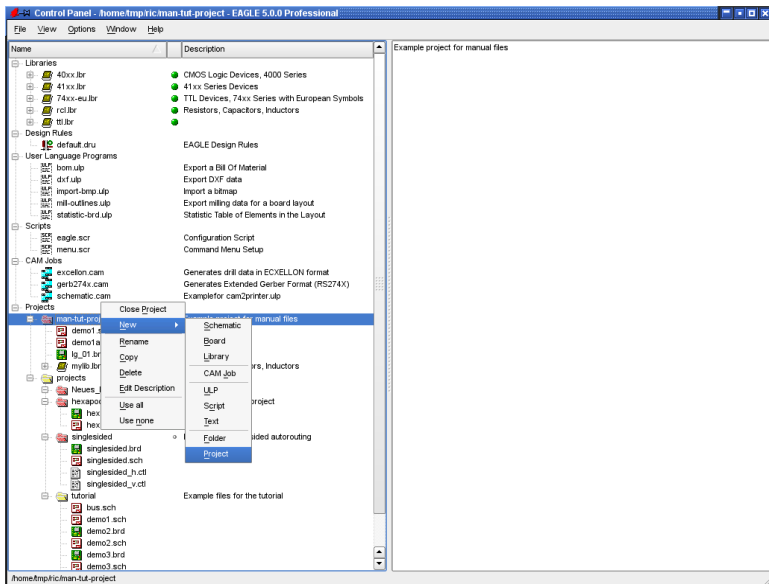 Control Panel - /home/tmp/ric/man-tut-project - EAGLE 5.0.0 Professional
File View Options Window Help
Name Description
Example project for manual files
Libraries
40xx.lbr CMOS Logic Devices, 4000 Series
41xx.lbr 41xx Series Devices
74xx-eu.lbr TTL Devices, 74xx Series with European Symbols
rcl.lbr Resistors, Capacitors, Inductors
ttl.lbr
Design Rules
default.dru EAGLE Design Rules
User Language Programs
bom.ulp Export a Bill Of Material
dxf.ulp Export DXF data
import-bmp.ulp Import a bitmap
mill-outlines.ulp Export milling data for a board layout
statistic-brd.ulp Statistic Table of Elements in the Layout
Scripts
eagle.scr Configuration Script
menu.scr Command Menu Setup
CAM Jobs
excellon.cam Generates drill data in ECXELLON format
gerb274x.cam Generates Extended Gerber Format (RS274X)
schematic.cam Examplefor cam2printer.ulp
Projects
man-tut-proj for manual files
demo1.s
demo1a
lg_01.br
mylib.lbr rs, Inductors
projects
Neues_
hexapo project
hex
hex
singlesided ided autorouting
singlesided.brd
singlesided.sch
singlesided_h.ctl
singlesided_v.ctl
tutorial Example files for the tutorial
bus.sch
demo1.sch
demo2.brd
demo2.sch
demo3.brd
demo3.sch
Close Project
New
Rename
Copy
Delete
Edit Description
Use all
Use none
Schematic
Board
Library
CAM Job
ULP
Script
Text
Folder
Project
/home/tmp/ric/man-tut-project